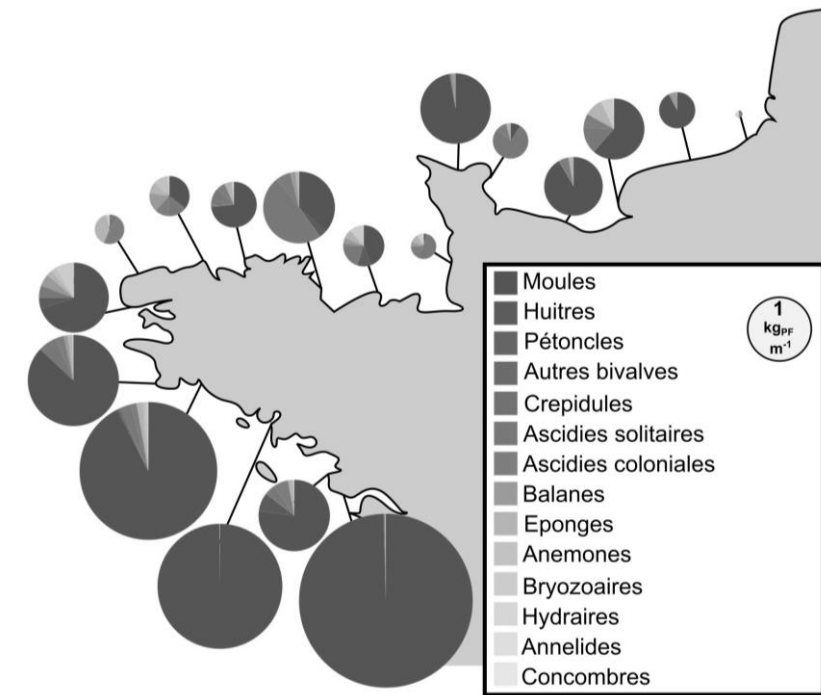 Moules
Huitres
Pétoncles
Autres bivalves
Crepidules
Ascidies solitaires
Ascidies coloniales
Balanes
Eponges
Anemones
Bryozoaires
Hydraires
Annelides
Concombres
1
kgPF
m-1